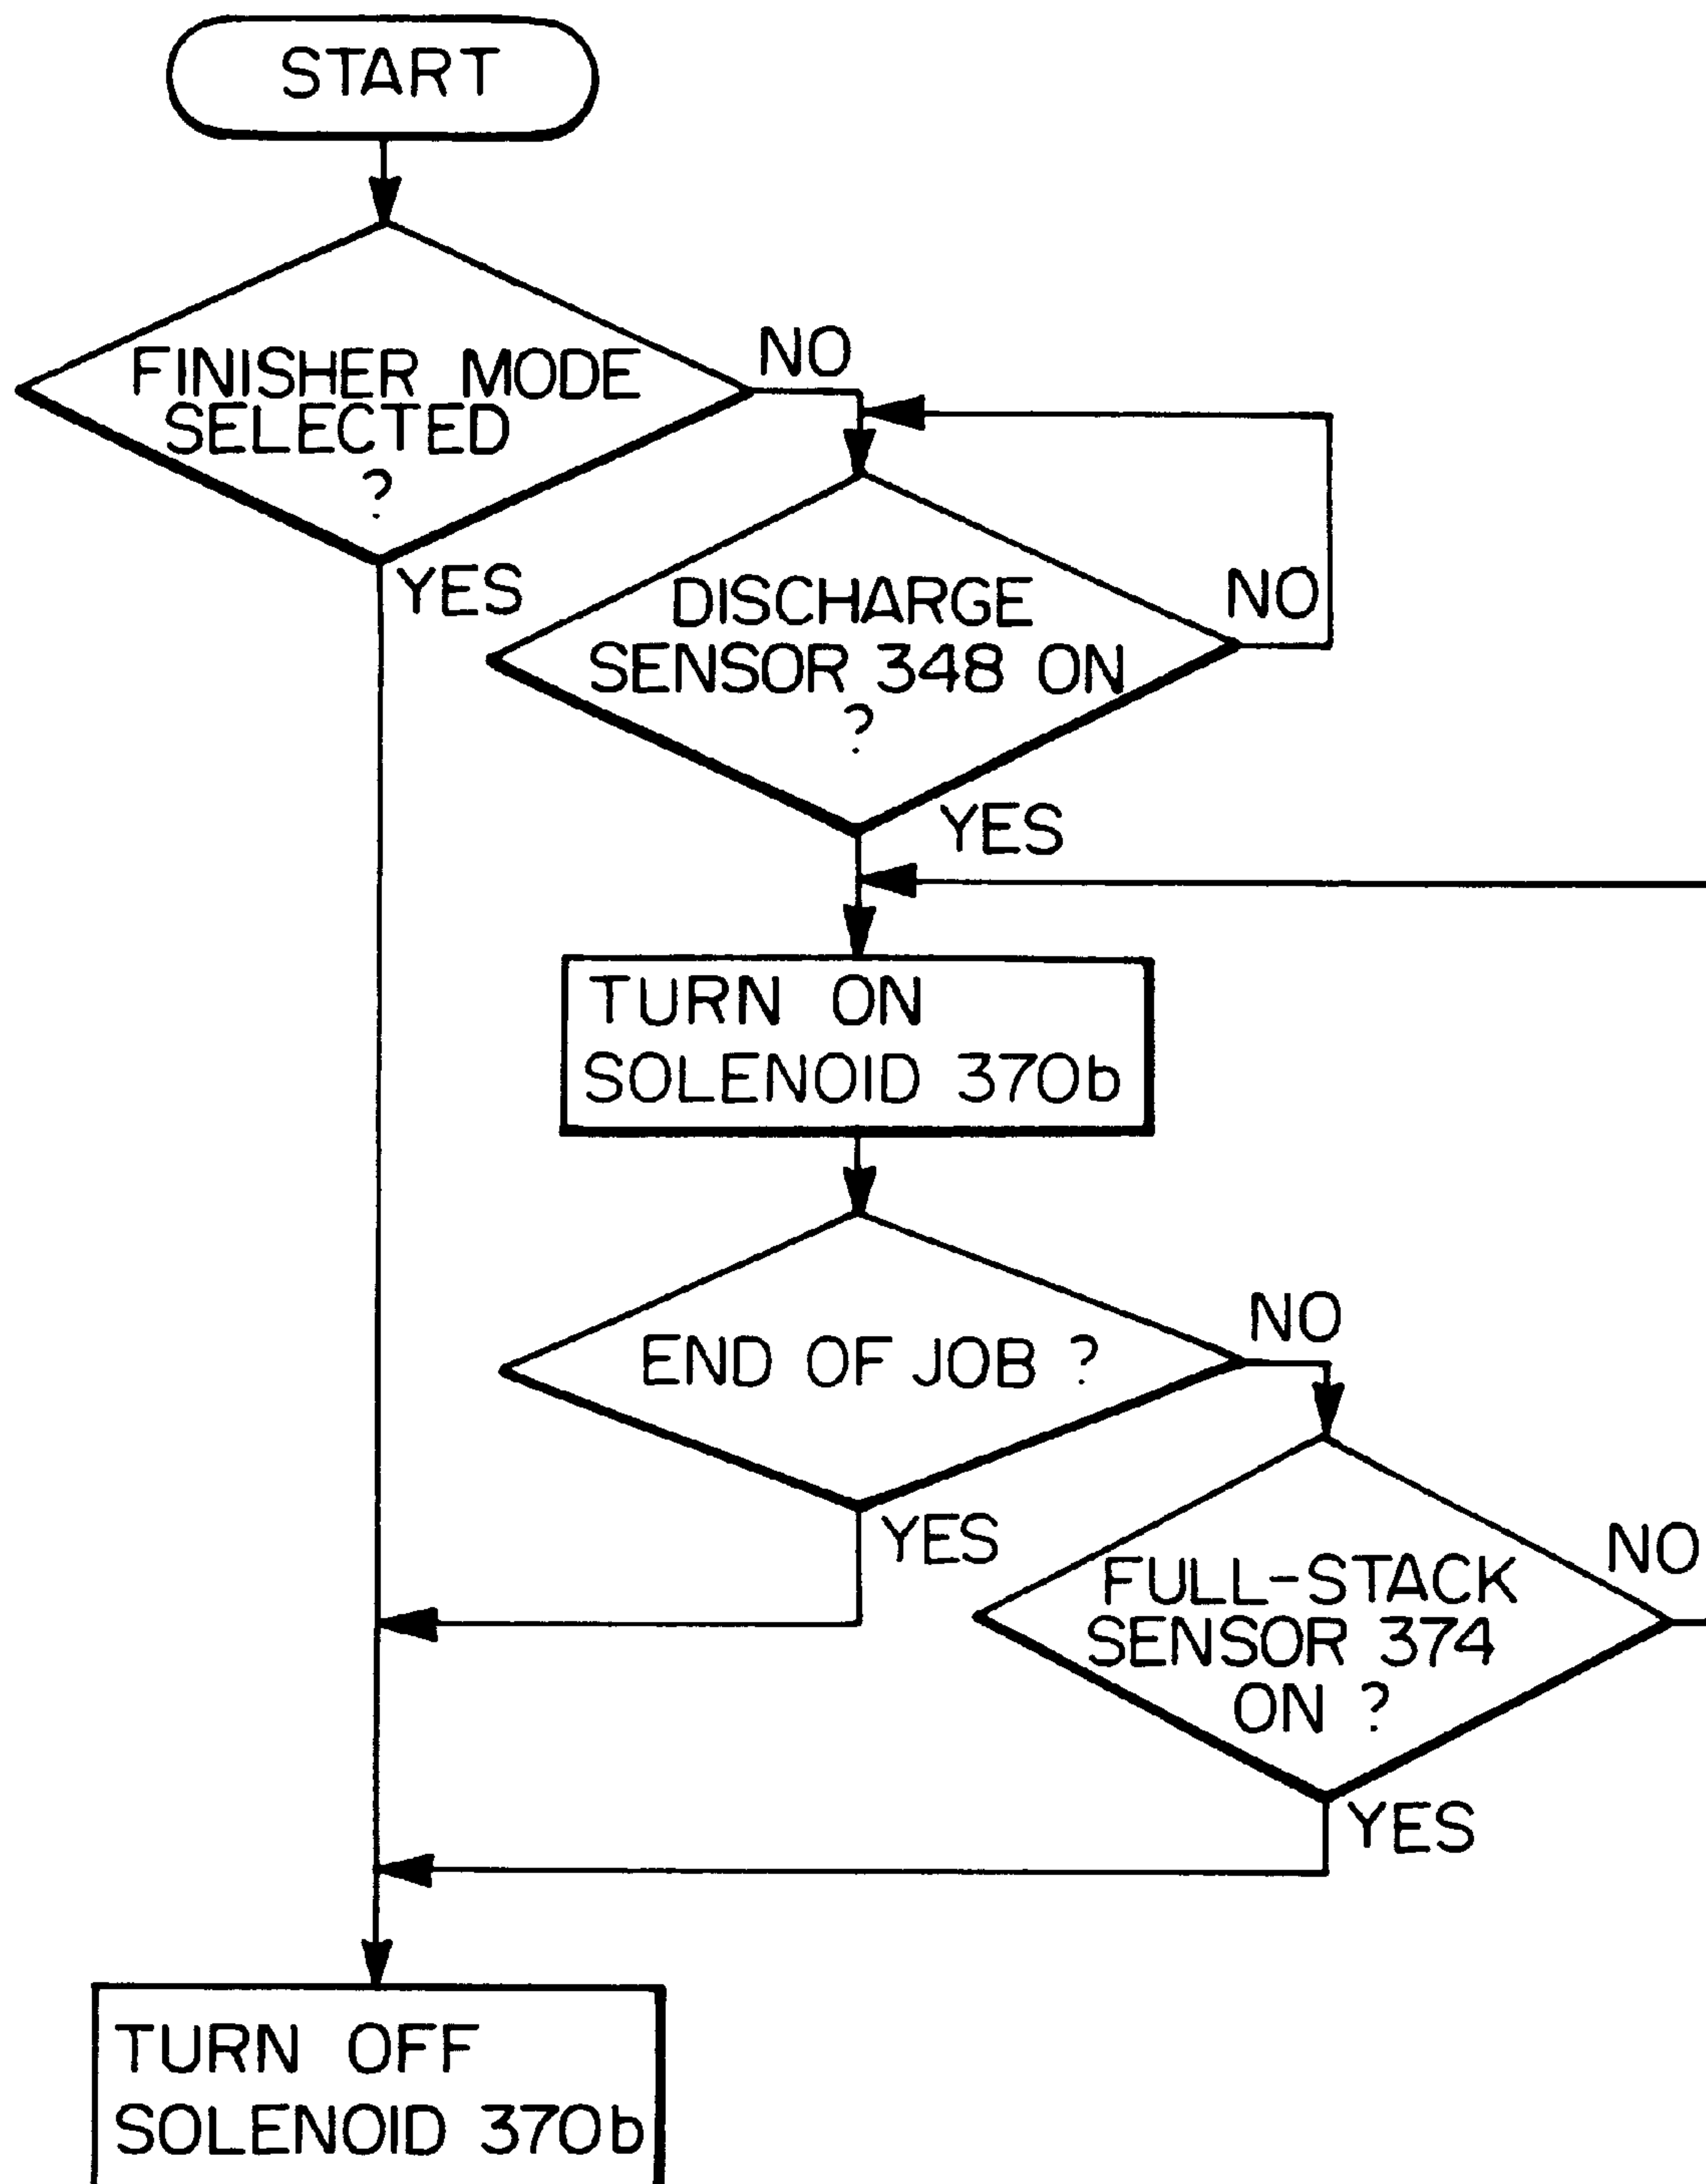 START
FINISHER MODE
SELECTED
?
NO
YES
DISCHARGE
SENSOR 348 ON
?
NO
YES
TURN ON
SOLENOID 370b
END OF JOB ?
NO
YES
FULL-STACK
SENSOR 374
ON ?
NO
YES
TURN OFF
SOLENOID 370b